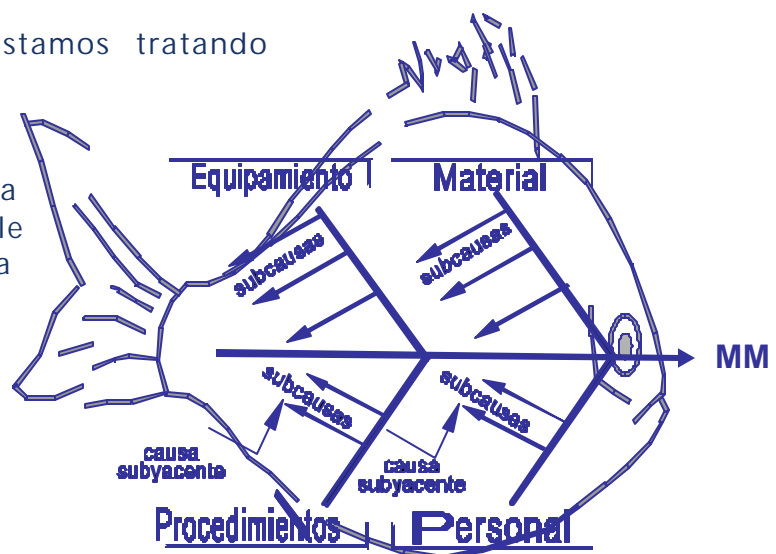 stamos tratando
a
le
a
Equipamiento
Material
subcausas
subcausas
MM
subcausas
subcausas
causa
subyacente
causa
subyacente
Procedimientos
Personal